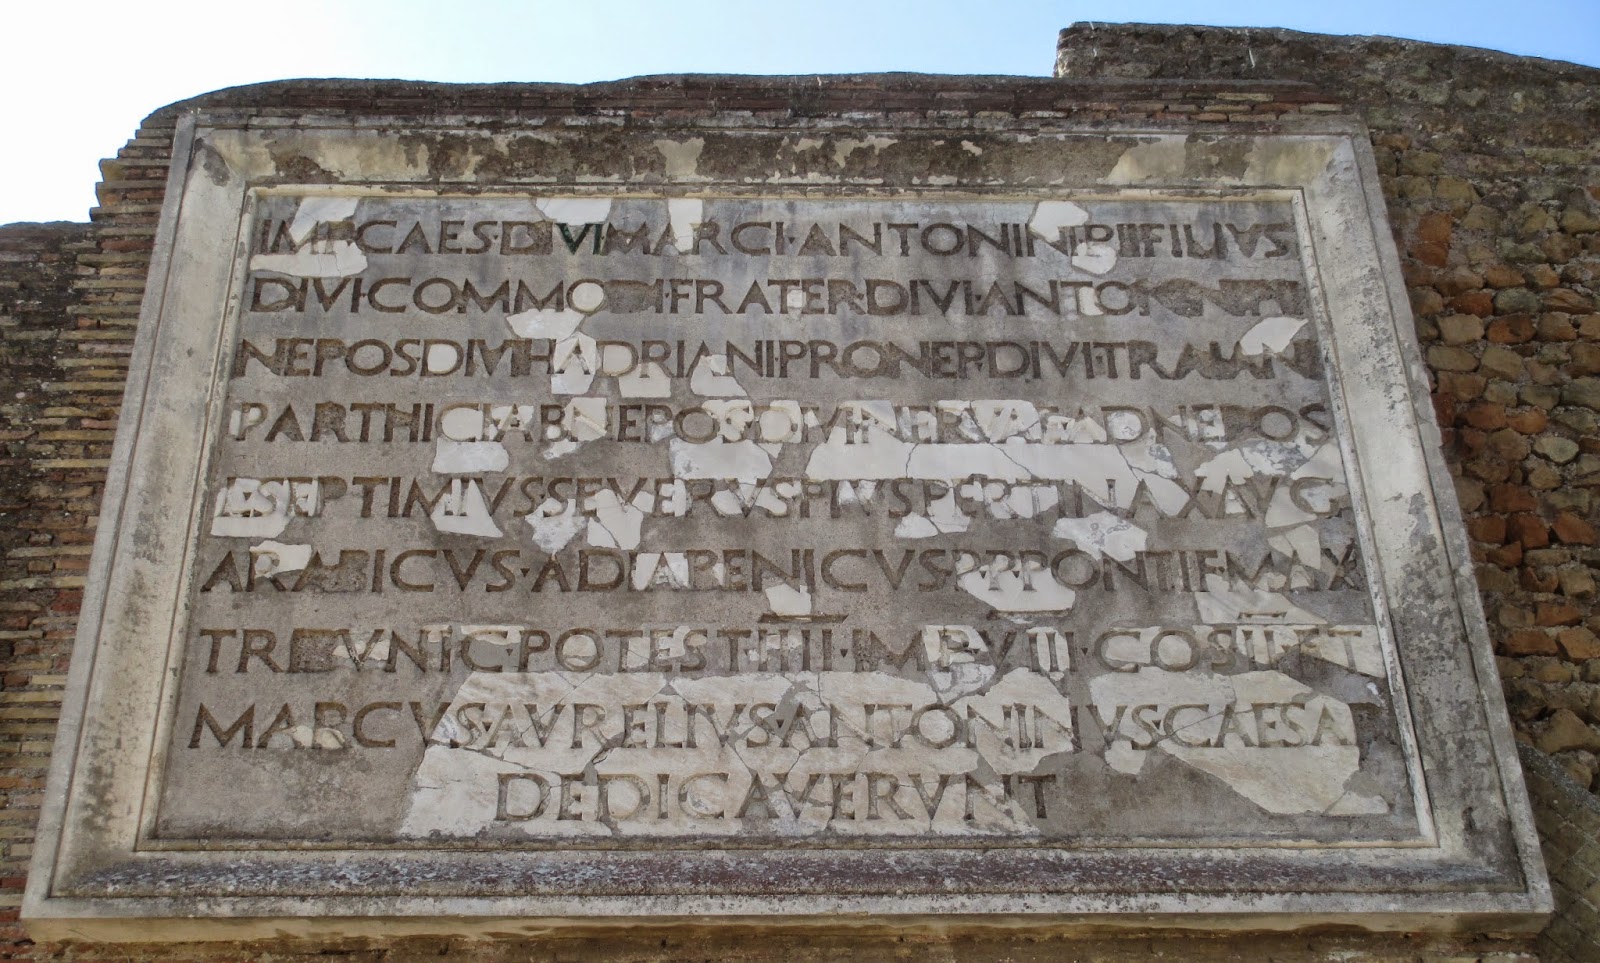 IMP·CAES·DIVI·MARCI·ANTONINI·PII·FILIVS
DIVI·COMMODI·FRATER·DIVI·ANTONINI·PII
NEPOS·DIVI·HADRIANI·PRONEP·DIVI·TRAIANI
PARTHICI·ABNEPOS·DIVI·NERVAE·ADNEPOS
L·SEPTIMIVS·SEVERVS·PIVS·PERTINAX·AVG
ARABICVS·ADIABENICVS·P·P·PONTIF·MAX
TRIBVNIC·POTEST·IIII·IMP·VIII·COS·II·ET
MARCVS·AVRELIVS·ANTONINVS·CAESAR
DEDICAVERVNT